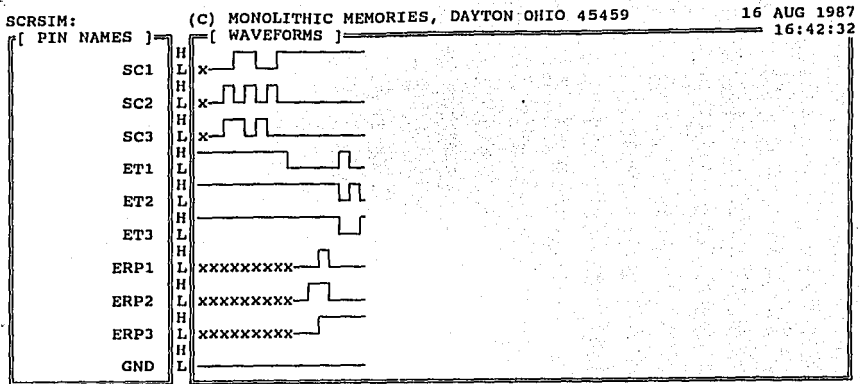 SCRSIM: (C) MONOLITHIC MEMORIES, DAYTON OHIO 45459 16 AUG 1987
[ PIN NAMES ] [ WAVEFORMS ] 16:42:32
H
SC1 L x
H
SC2 L x
H
SC3 L x
H
ET1 L
H
ET2 L
H
ET3 L
H
ERP1 L xxxxxxxxx
H
ERP2 L xxxxxxxxx
H
ERP3 L xxxxxxxxx
H
GND L